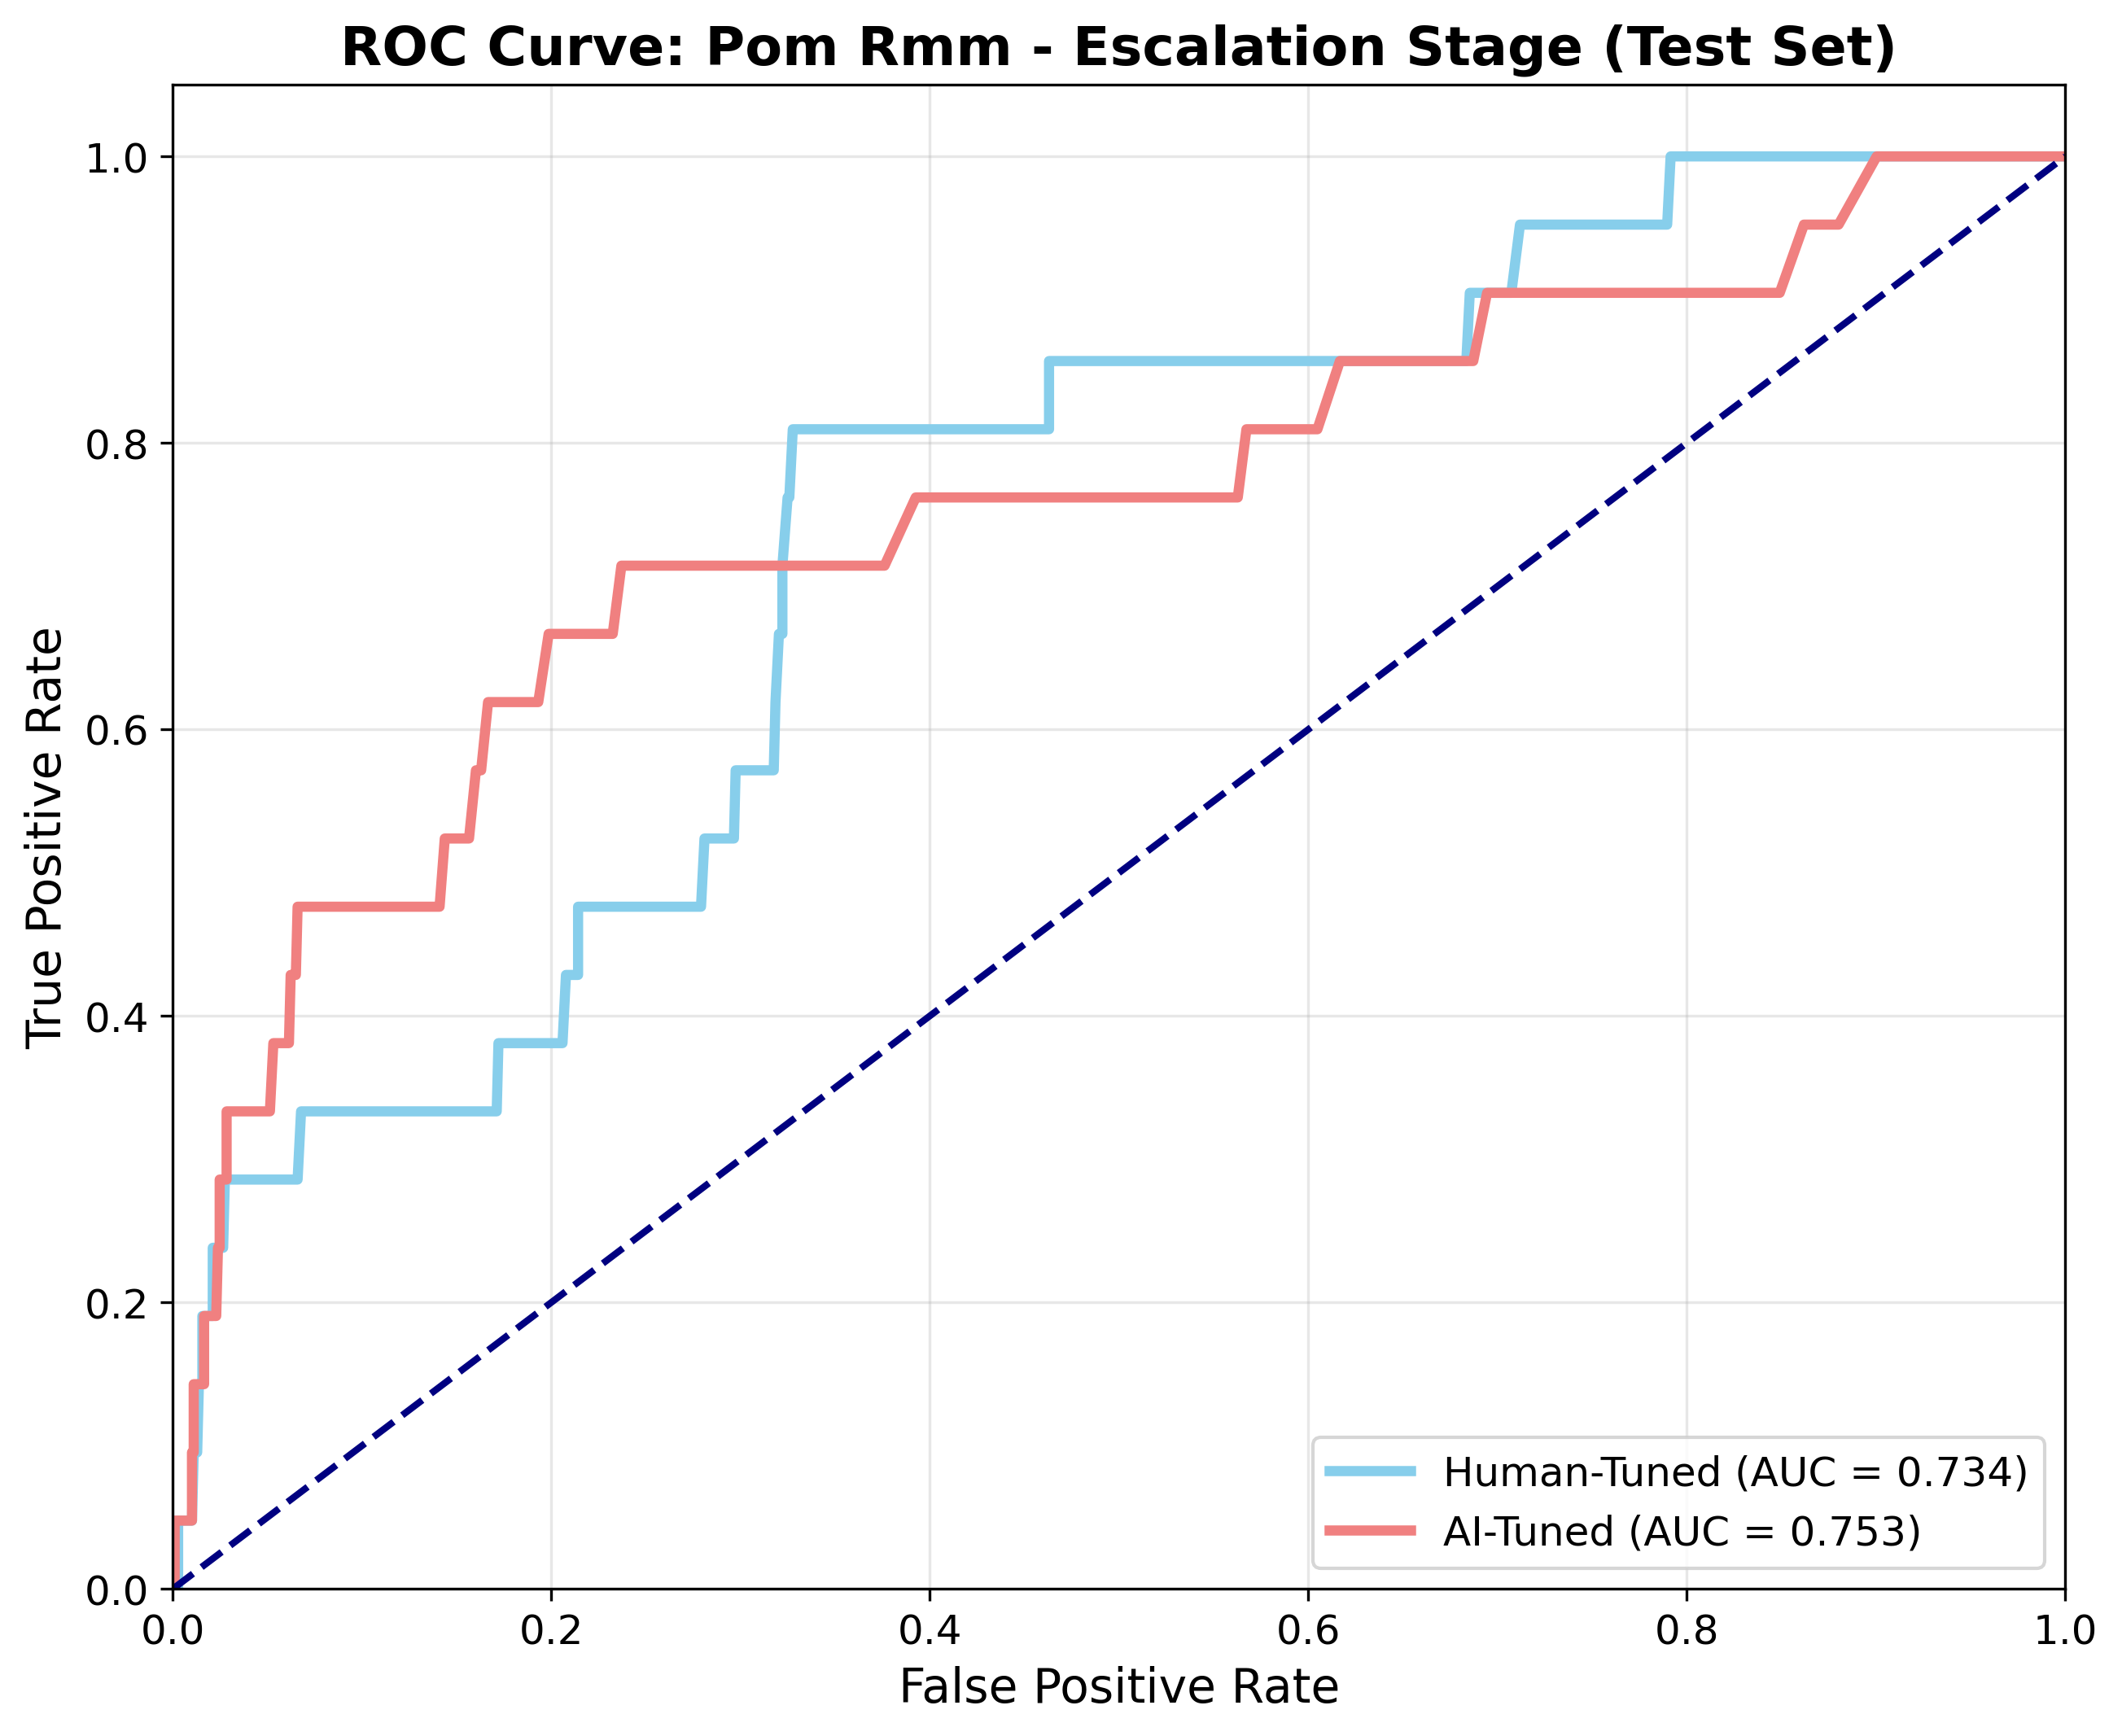 ROC Curve: Pom Rmm - Escalation Stage (Test Set)
1.0
0.8
0.6
0.4
0.2
0.0
True Positive Rate
0.0 0.2 0.4 0.6 0.8 1.0
False Positive Rate
Human-Tuned (AUC = 0.734)
AI-Tuned (AUC = 0.753)